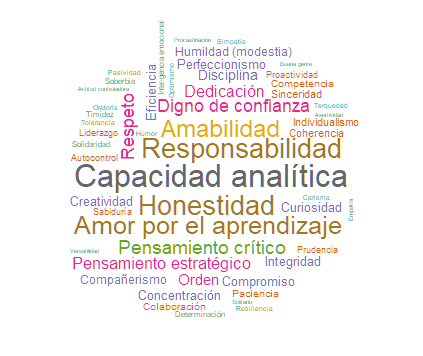 Procrastinación
Simpatía
Humildad (modestia)
Inteligencia emocional
Buena gente
Perfeccionismo
Pasividad
Optimismo
Disciplina
Proactividad
Soberbia
Eficiencia
Competencia
Actitud controladora
Dedicación
Sinceridad
Respeto
Digno de confianza
Terquedad
Oratoria
Asertividad
Timidez
Individualismo
Tolerancia
Amabilidad
Liderazgo
Humor
Coherencia
Solidaridad
Responsabilidad
Autocontrol
Capacidad analítica
Creatividad
Honestidad
Carisma
Curiosidad
Empatía
Sabiduría
Amor por el aprendizaje
Versatilidad
Pensamiento crítico
Prudencia
Pensamiento estratégico
Integridad
Compañerismo
Orden
Compromiso
Concentración
Paciencia
Solitario
Colaboración
Resiliencia
Determinación